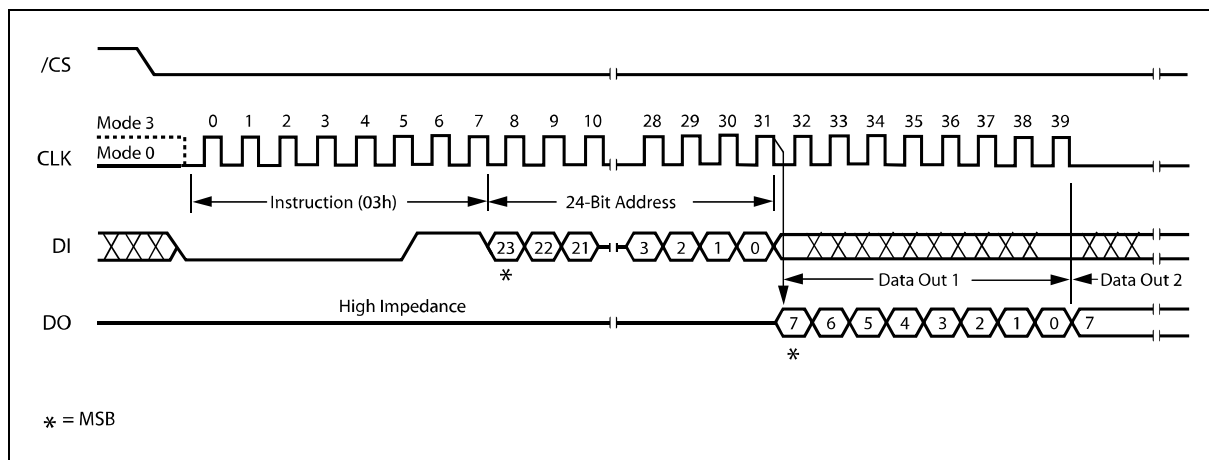 /CS
Mode 3
0 1 2 3 4 5 6 7 8 9 10 28 29 30 31 32 33 34 35 36 37 38 39
CLK
Mode 0
Instruction (03h) 24-Bit Address
DI
23 22 21 3 2 1 0
*
Data Out 1 Data Out 2
High Impedance
DO
7 6 5 4 3 2 1 0 7
*
* = MSB